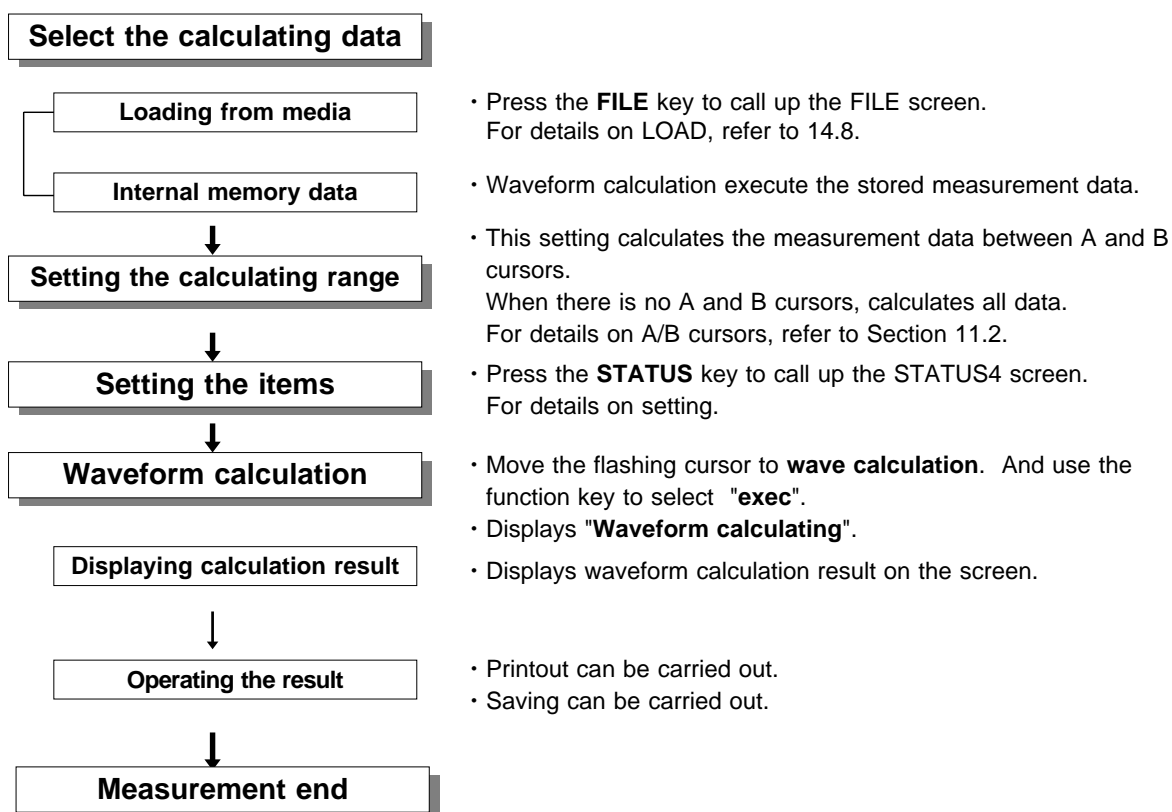 Select the calculating data
Loading from media
・Press the FILE key to call up the FILE screen.
For details on LOAD, refer to 14.8.
Internal memory data
・Waveform calculation execute the stored measurement data.
Setting the calculating range
・This setting calculates the measurement data between A and B
cursors.
When there is no A and B cursors, calculates all data.
For details on A/B cursors, refer to Section 11.2.
Setting the items
・Press the STATUS key to call up the STATUS4 screen.
For details on setting.
Waveform calculation
・Move the flashing cursor to wave calculation. And use the
function key to select "exec".
・Displays "Waveform calculating".
Displaying calculation result
・Displays waveform calculation result on the screen.
Operating the result
・Printout can be carried out.
・Saving can be carried out.
Measurement end